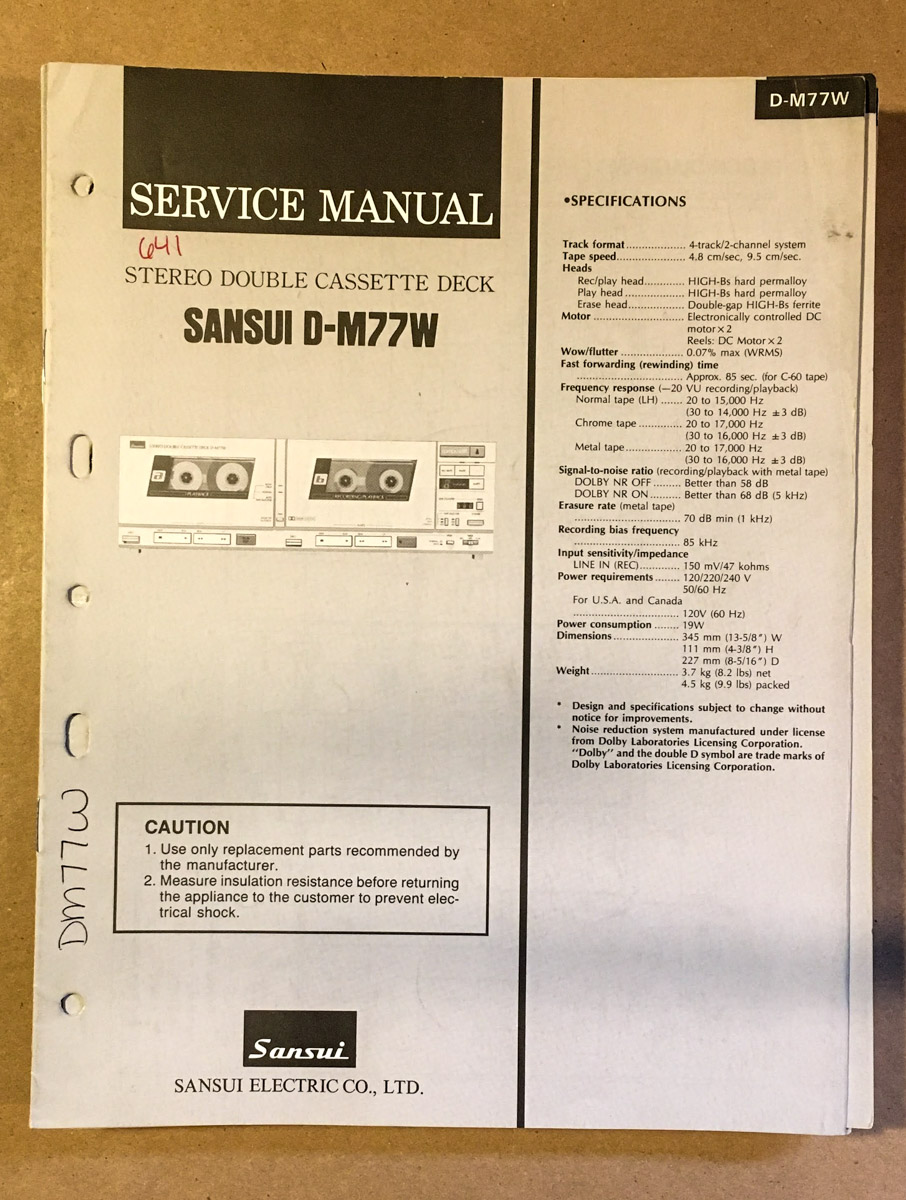 SERVICE MANUAL
641
STEREO DOUBLE CASSETTE DECK
SANSUI D-M77W
a
PLAYBACK
b
RECORDING/PLAYBACK
CAUTION
1. Use only replacement parts recommended by
the manufacturer.
2. Measure insulation resistance before returning
the appliance to the customer to prevent elec-
trical shock.
DM77W
Sansui
SANSUI ELECTRIC CO., LTD.
D-M77W
•SPECIFICATIONS
Track format................... 4-track/2-channel system
Tape speed...................... 4.8 cm/sec, 9.5 cm/sec.
Heads
Rec/play head............. HIGH-Bs hard permalloy
Play head................... HIGH-Bs hard permalloy
Erase head.................. Double-gap HIGH-Bs ferrite
Motor ............................. Electronically controlled DC
motor×2
Reels: DC Motor×2
Wow/flutter .................... 0.07% max (WRMS)
Fast forwarding (rewinding) time
.................................. Approx. 85 sec. (for C-60 tape)
Frequency response (−20 VU recording/playback)
Normal tape (LH) ....... 20 to 15,000 Hz
(30 to 14,000 Hz ±3 dB)
Chrome tape.............. 20 to 17,000 Hz
(30 to 16,000 Hz ±3 dB)
Metal tape.................. 20 to 17,000 Hz
(30 to 16,000 Hz ±3 dB)
Signal-to-noise ratio (recording/playback with metal tape)
DOLBY NR OFF......... Better than 58 dB
DOLBY NR ON.......... Better than 68 dB (5 kHz)
Erasure rate (metal tape)
.................................. 70 dB min (1 kHz)
Recording bias frequency
.................................. 85 kHz
Input sensitivity/impedance
LINE IN (REC)............. 150 mV/47 kohms
Power requirements........ 120/220/240 V
50/60 Hz
For U.S.A. and Canada
.................................. 120V (60 Hz)
Power consumption ........ 19W
Dimensions ..................... 345 mm (13-5/8″) W
111 mm (4-3/8″) H
227 mm (8-5/16″) D
Weight............................ 3.7 kg (8.2 lbs) net
4.5 kg (9.9 lbs) packed
* Design and specifications subject to change without
notice for improvements.
* Noise reduction system manufactured under license
from Dolby Laboratories Licensing Corporation.
“Dolby” and the double D symbol are trade marks of
Dolby Laboratories Licensing Corporation.